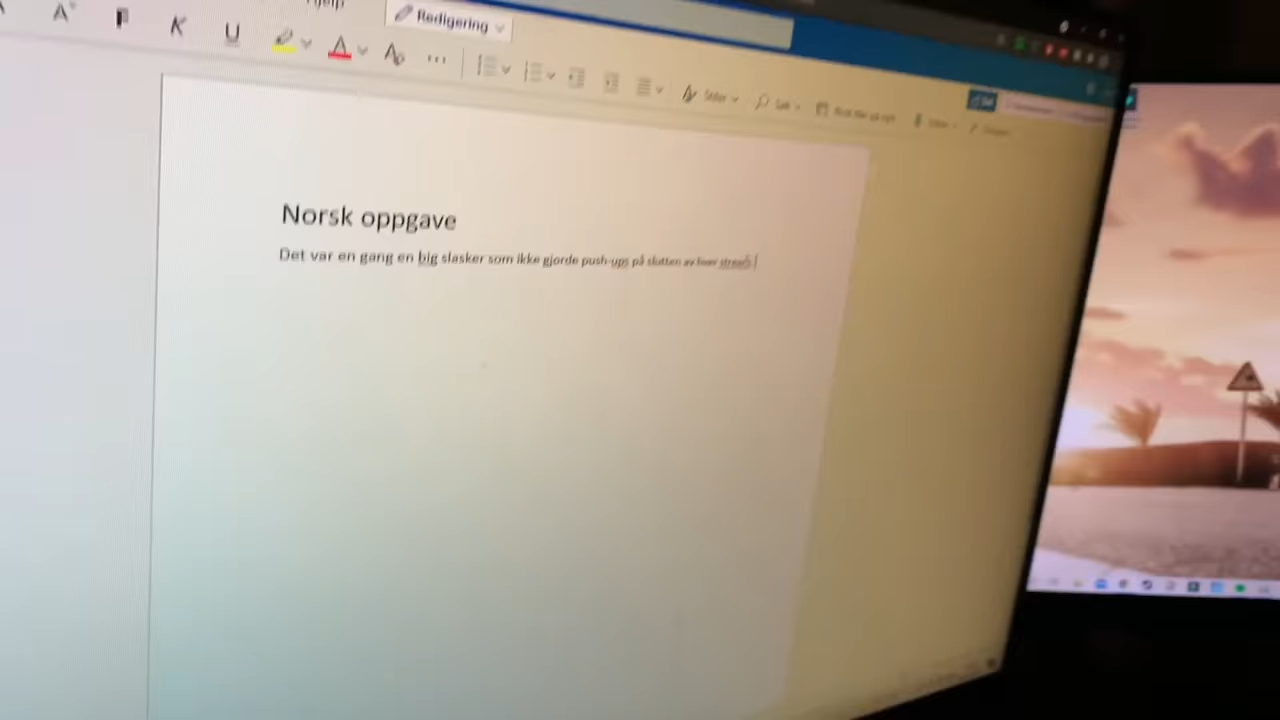 Redigering
K U
Norsk oppgave
Det var en gang en big slasker som ikke gjorde push-ups på slutten av hver stream